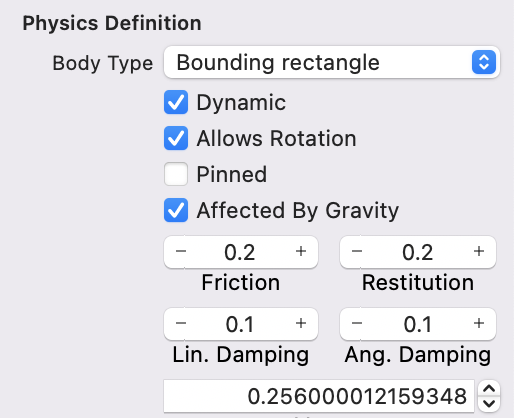 Physics Definition
Body Type Bounding rectangle
Dynamic
Allows Rotation
Pinned
Affected By Gravity
− 0.2 + − 0.2 +
Friction Restitution
− 0.1 + − 0.1 +
Lin. Damping Ang. Damping
0.256000012159348